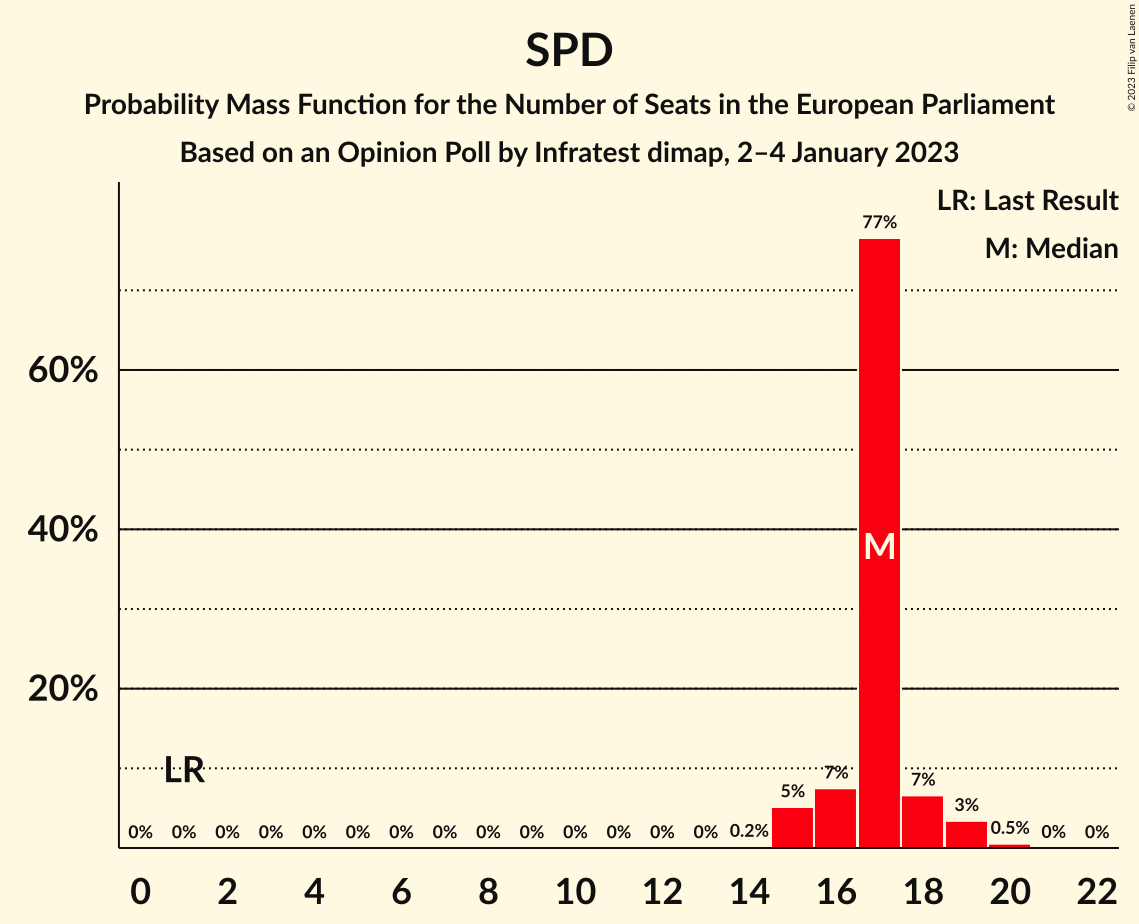 SPD
Probability Mass Function for the Number of Seats in the European Parliament
Based on an Opinion Poll by Infratest dimap, 2–4 January 2023
© 2023 Filip van Laenen
LR: Last Result
M: Median
77%
60%
40%
M
20%
LR
0% 0% 0% 0% 0% 0% 0% 0% 0% 0% 0% 0% 0% 0% 0.2% 5% 7% 7% 3% 0.5% 0% 0%
0 2 4 6 8 10 12 14 16 18 20 22